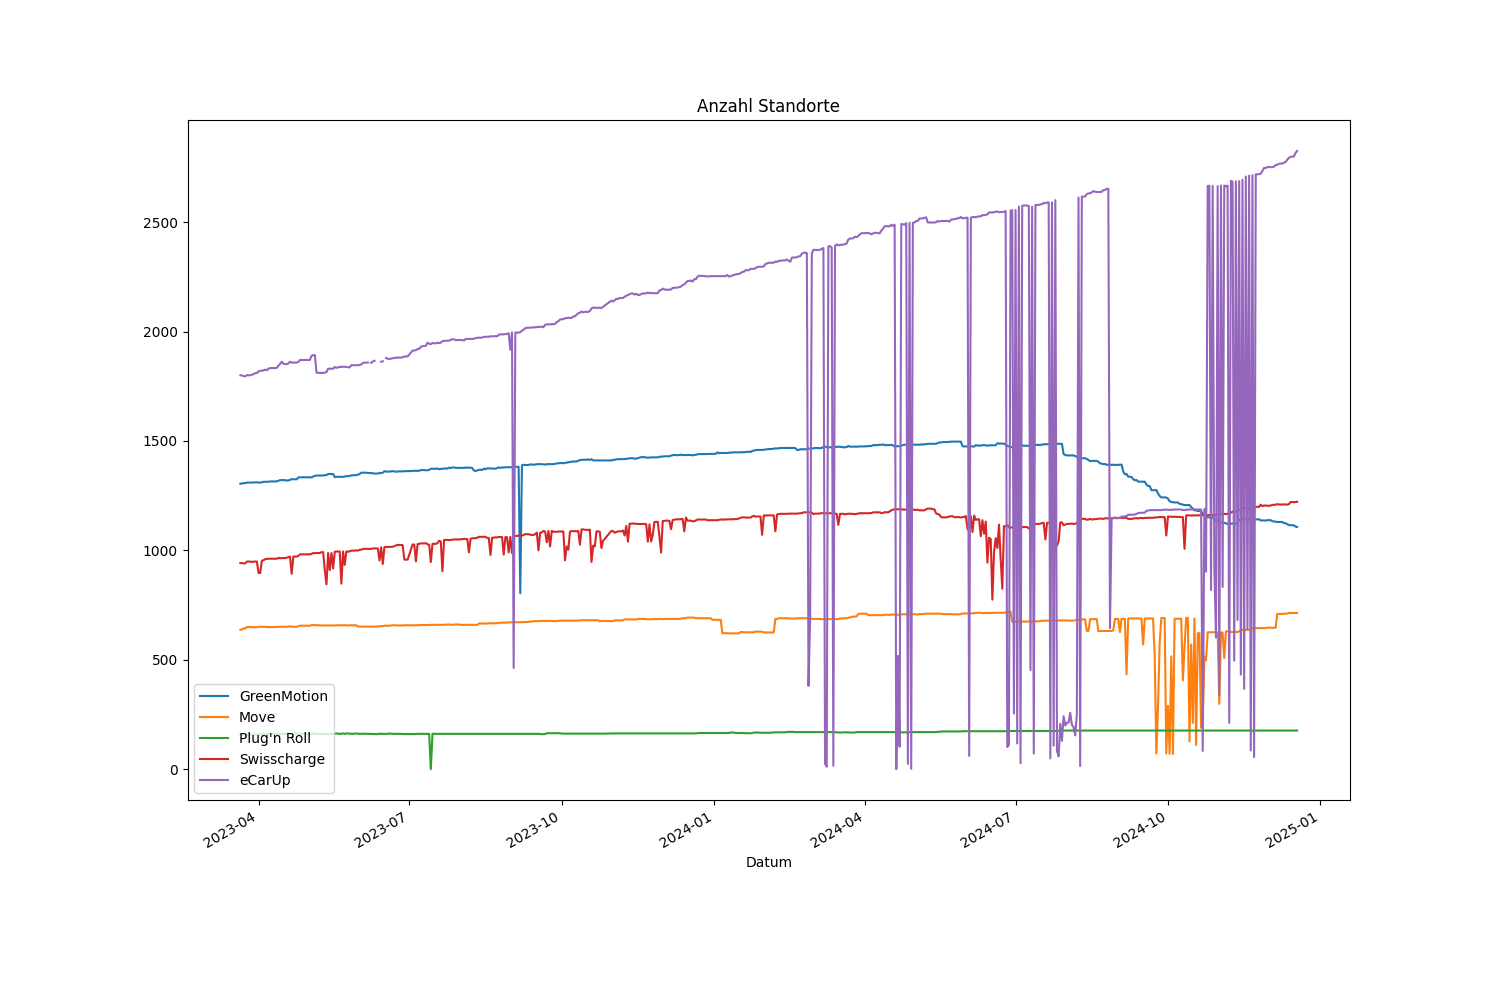 Anzahl Standorte
2500
2000
1500
1000
500
0
GreenMotion
Move
Plug'n Roll
Swisscharge
eCarUp
2023-04
2023-07
2023-10
2024-01
2024-04
2024-07
2024-10
2025-01
Datum